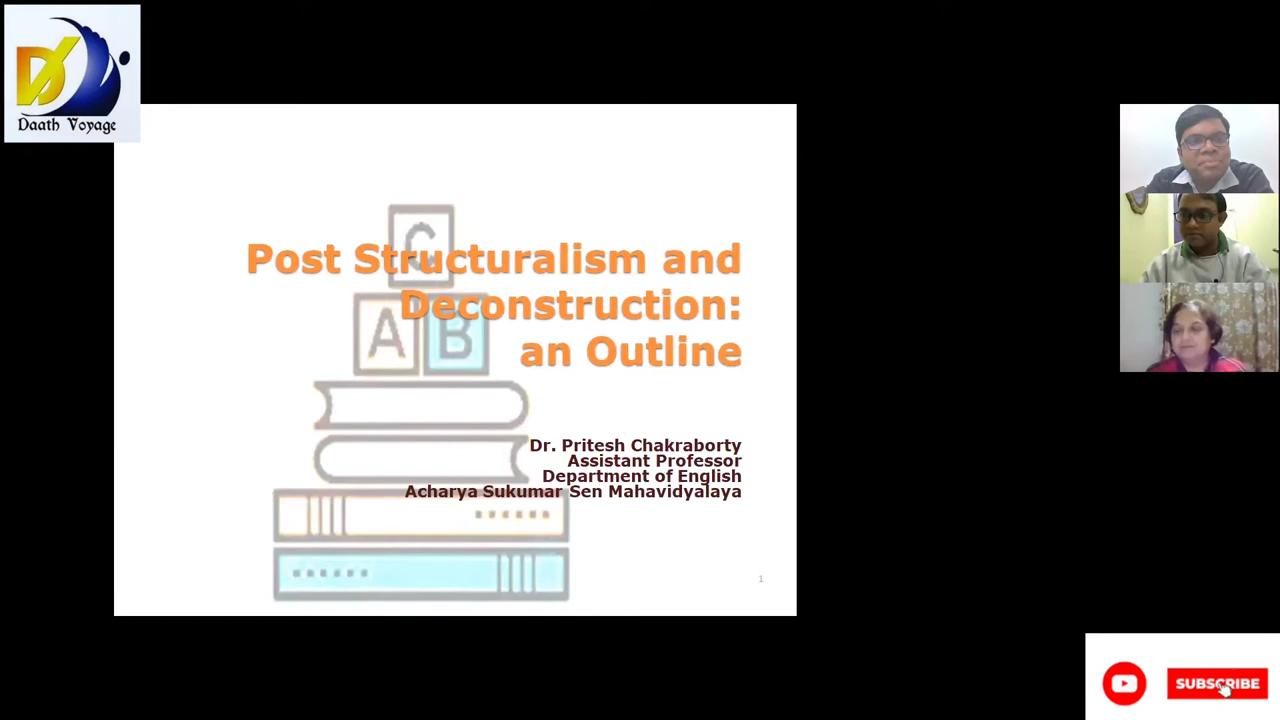 Daath Voyage
C
Post Structuralism and
Deconstruction:
A B
an Outline
Dr. Pritesh Chakraborty
Assistant Professor
Department of English
Acharya Sukumar Sen Mahavidyalaya
1
SUBSCRIBE